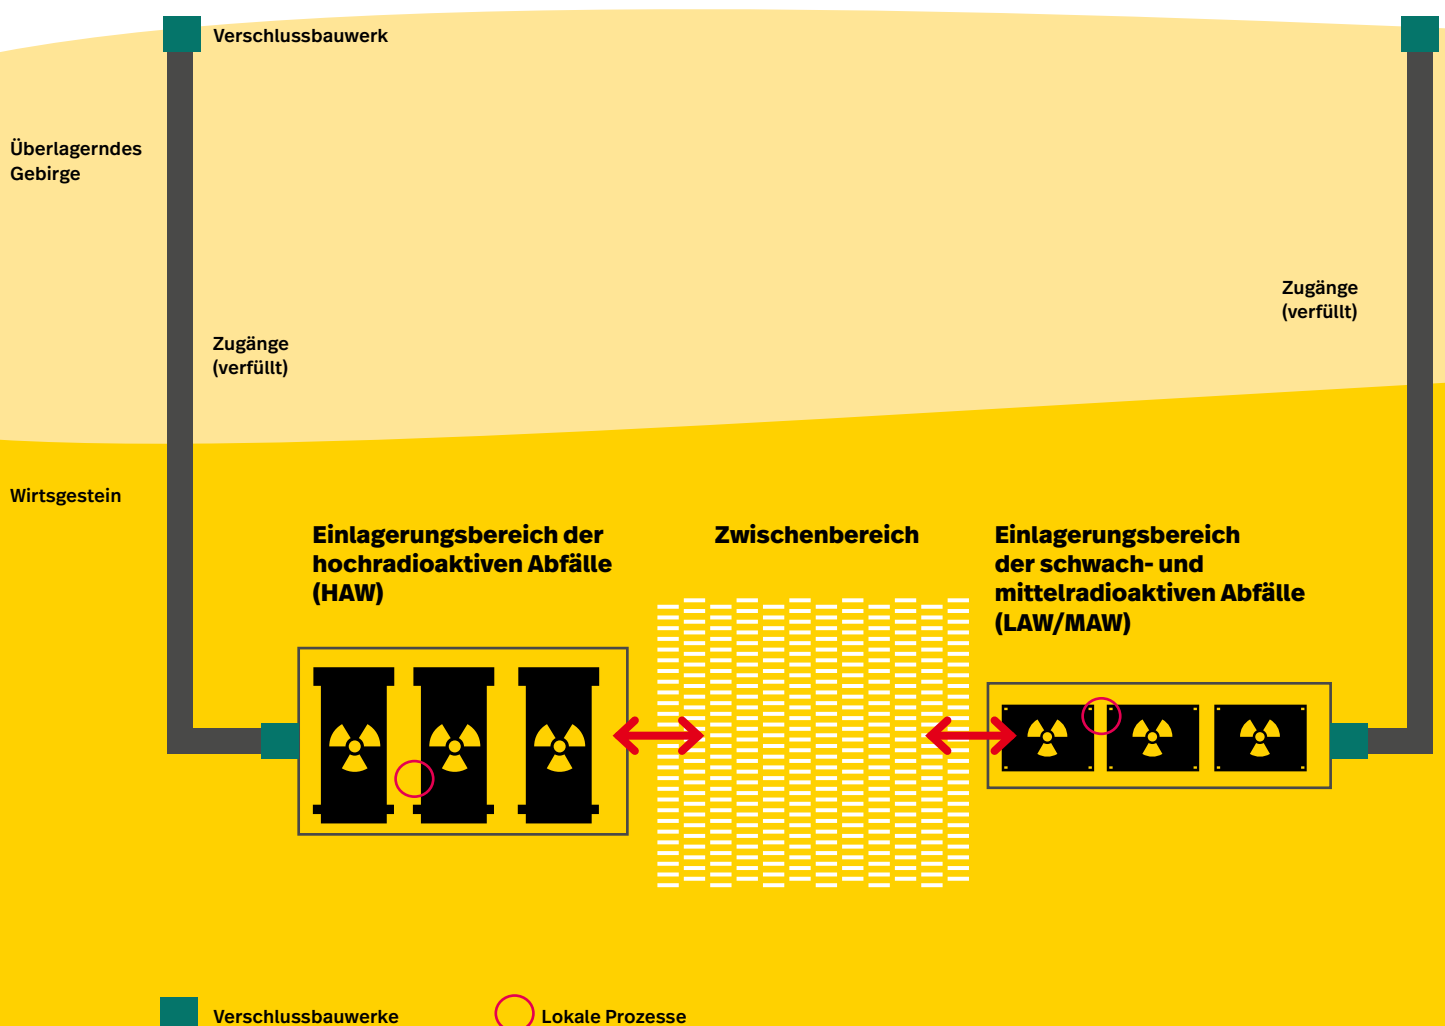 Verschlussbauwerk
Überlagerndes
Gebirge
Zugänge
(verfüllt)
Zugänge
(verfüllt)
Wirtsgestein
Einlagerungsbereich der
hochradioaktiven Abfälle
(HAW)
Zwischenbereich
Einlagerungsbereich
der schwach- und
mittelradioaktiven Abfälle
(LAW/MAW)
Verschlussbauwerke
Lokale Prozesse